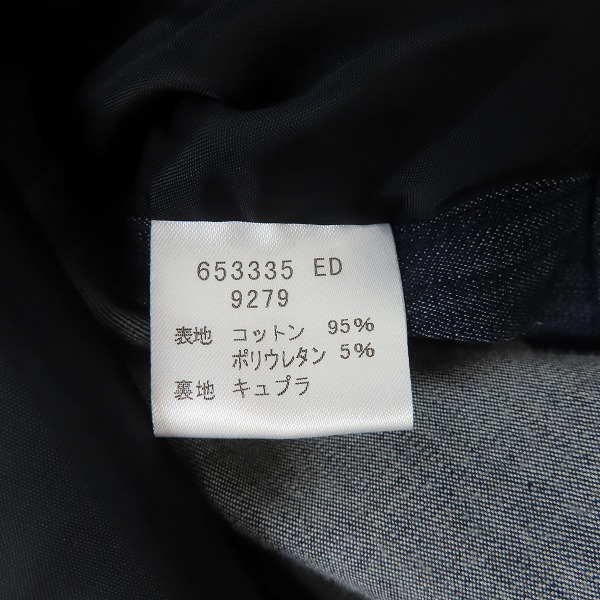 653335 ED
9279
表地 コットン 95%
ポリウレタン 5%
裏地 キュプラ